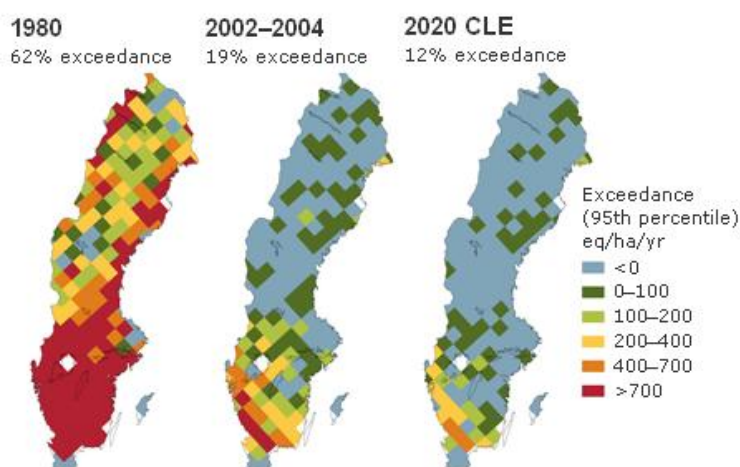 1980
62% exceedance
2002–2004
19% exceedance
2020 CLE
12% exceedance
Exceedance
(95th percentile)
eq/ha/yr
<0
0–100
100–200
200–400
400–700
>700